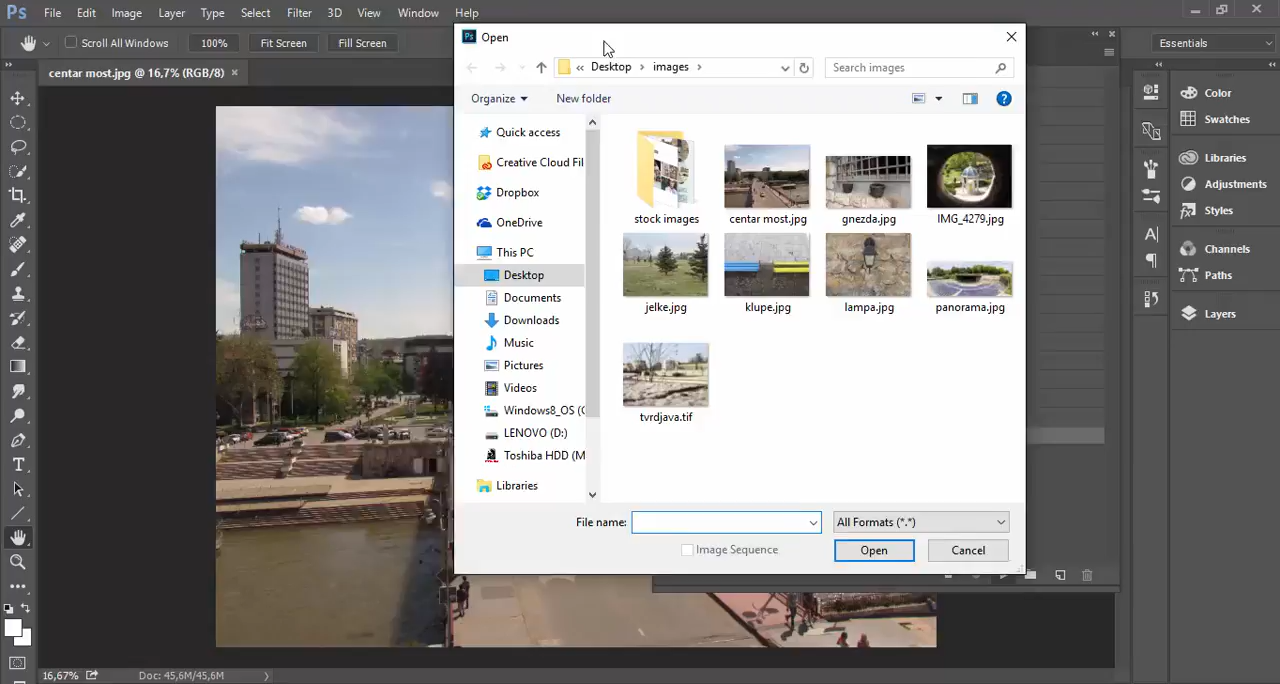 Ps File Edit Image Layer Type Select Filter 3D View Window Help
Scroll All Windows 100% Fit Screen Fill Screen
Essentials
centar most.jpg @ 16,7% (RGB/8) ×
Ps Open
« Desktop › images ›
Search images
Organize New folder
Quick access
Creative Cloud Fil
Dropbox
OneDrive
This PC
Desktop
Documents
Downloads
Music
Pictures
Videos
Windows8_OS (C
LENOVO (D:)
Toshiba HDD (M
Libraries
stock images
centar most.jpg
gnezda.jpg
IMG_4279.jpg
jelke.jpg
klupe.jpg
lampa.jpg
panorama.jpg
tvrdjava.tif
File name:
All Formats (*.*)
Image Sequence
Open
Cancel
Color
Swatches
Libraries
Adjustments
Styles
Channels
Paths
Layers
16,67% Doc: 45,6M/45,6M